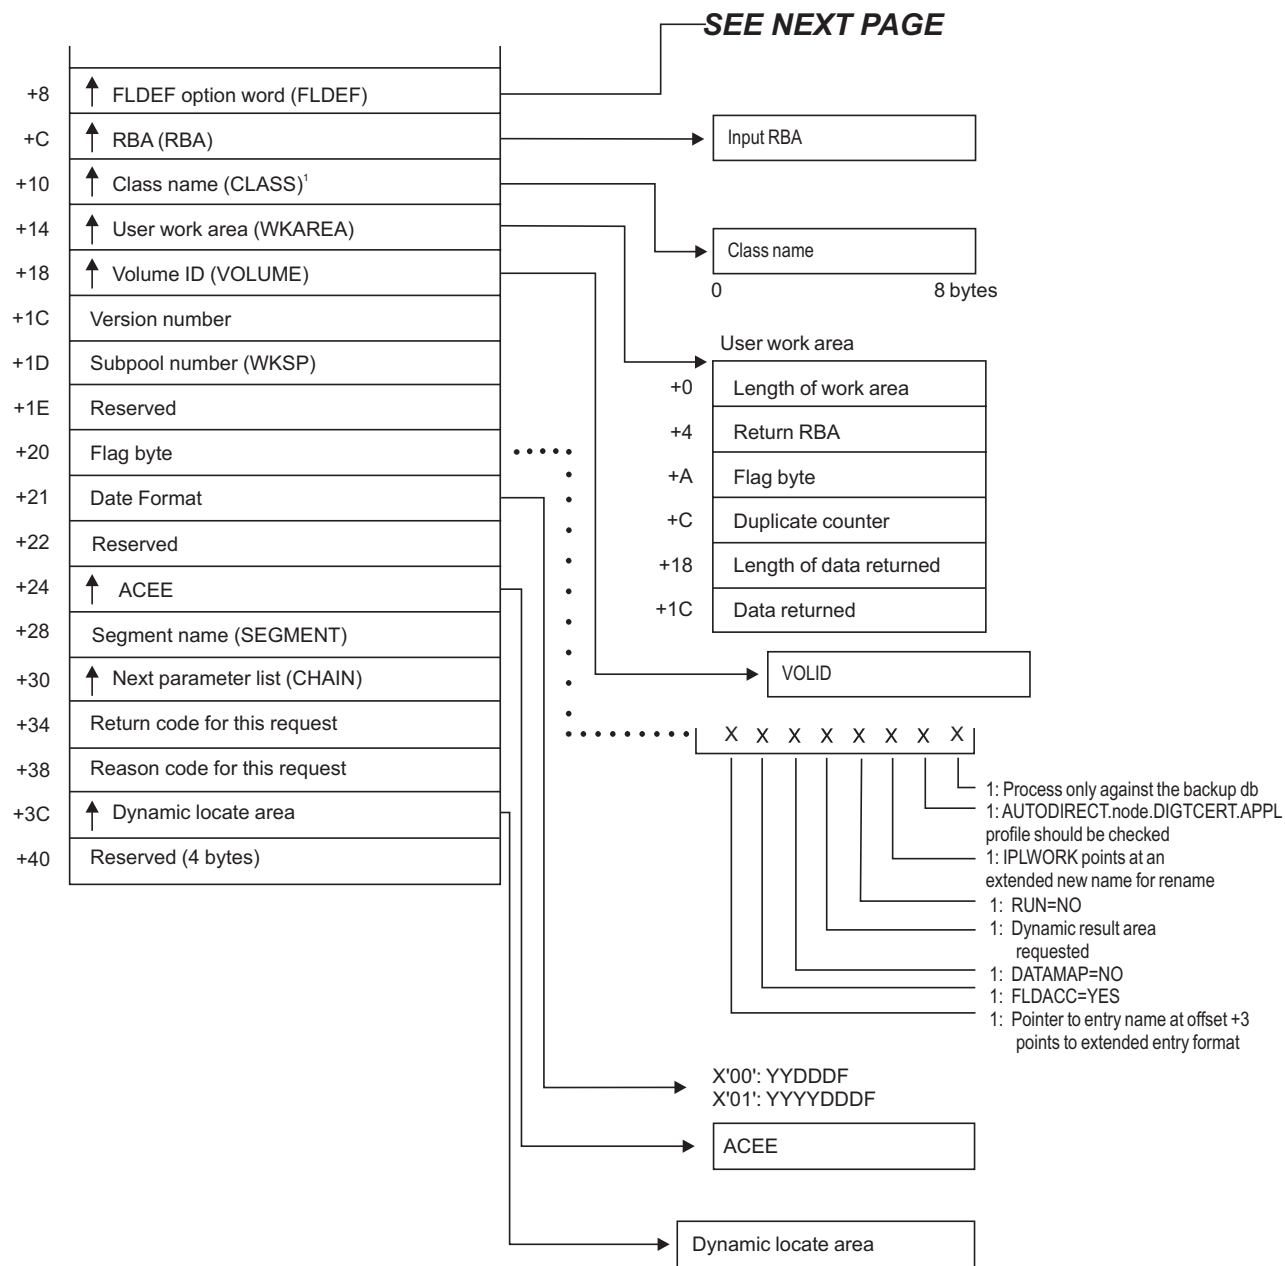 SEE NEXT PAGE
+8 ↑ FLDEF option word (FLDEF)
+C ↑ RBA (RBA)
+10 ↑ Class name (CLASS)¹
+14 ↑ User work area (WKAREA)
+18 ↑ Volume ID (VOLUME)
+1C Version number
+1D Subpool number (WKSP)
+1E Reserved
+20 Flag byte
+21 Date Format
+22 Reserved
+24 ↑ ACEE
+28 Segment name (SEGMENT)
+30 ↑ Next parameter list (CHAIN)
+34 Return code for this request
+38 Reason code for this request
+3C ↑ Dynamic locate area
+40 Reserved (4 bytes)
Input RBA
Class name
0 8 bytes
User work area
+0 Length of work area
+4 Return RBA
+A Flag byte
+C Duplicate counter
+18 Length of data returned
+1C Data returned
VOLID
X X X X X X X X
1: Process only against the backup db
1: AUTODIRECT.node.DIGTCERT.APPL
profile should be checked
1: IPLWORK points at an
extended new name for rename
1: RUN=NO
1: Dynamic result area
requested
1: DATAMAP=NO
1: FLDACC=YES
1: Pointer to entry name at offset +3
points to extended entry format
X'00': YYDDDF
X'01': YYYYDDDF
ACEE
Dynamic locate area